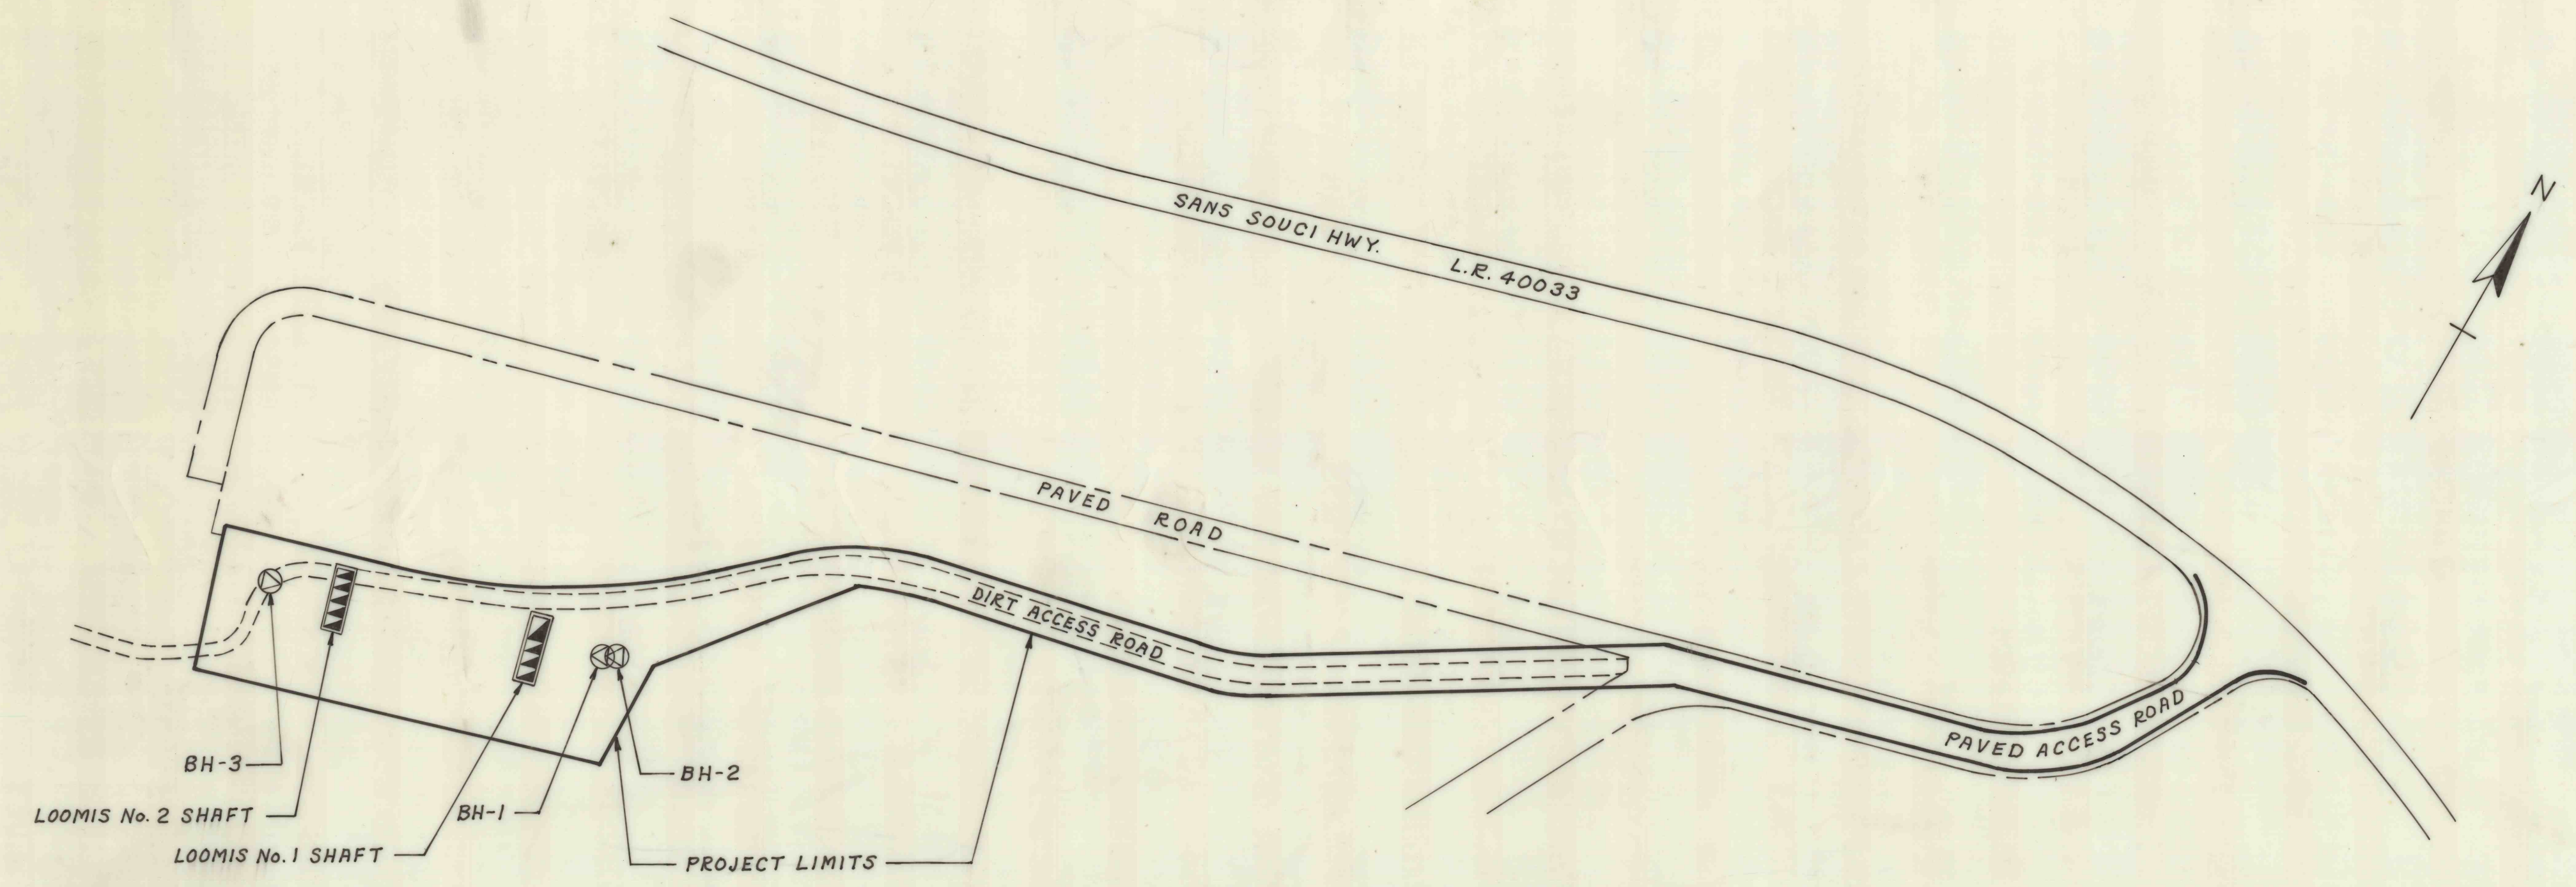 N
SANS SOUCI HWY. L.R. 40033
PAVED ROAD
DIRT ACCESS ROAD
PAVED ACCESS ROAD
BH-3
BH-2
LOOMIS No. 2 SHAFT
BH-1
LOOMIS No. 1 SHAFT
PROJECT LIMITS